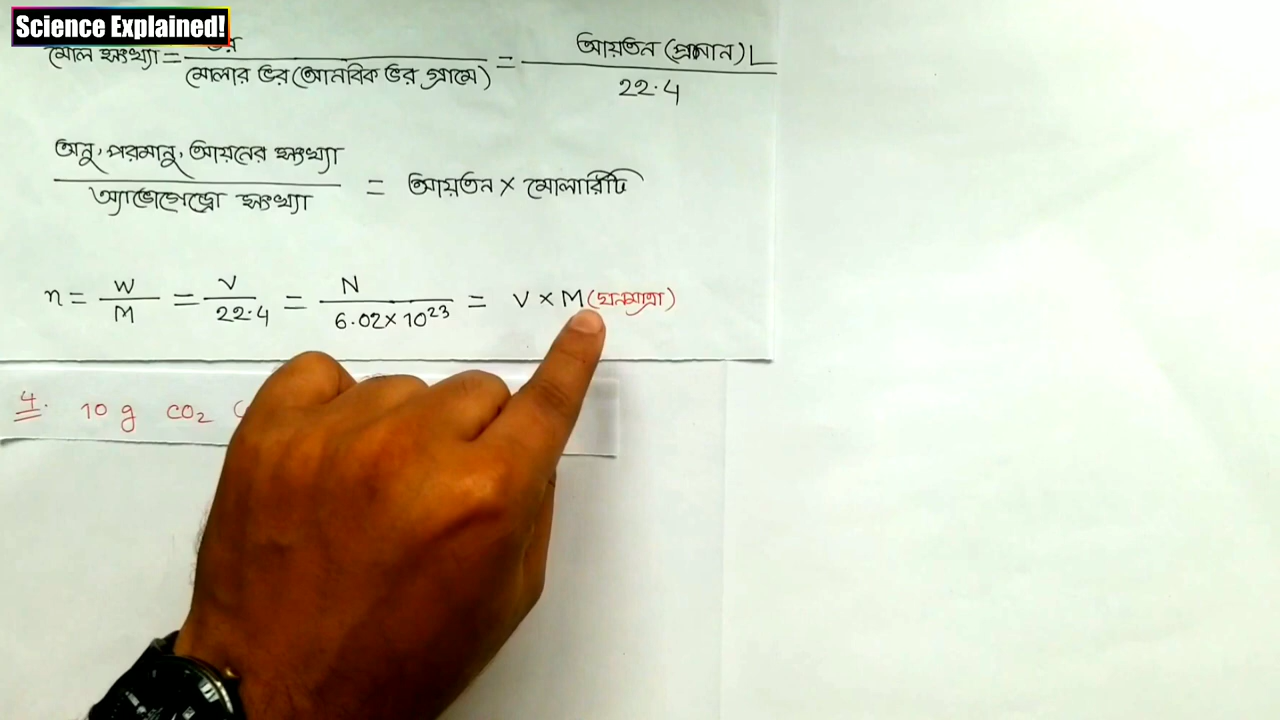 Science Explained!
মোল সংখ্যা = ভর / মোলার ভর (আনবিক ভর গ্রামে) = আয়তন (প্রমান) L / 22.4
অনু, পরমানু, আয়নের সংখ্যা / অ্যাভোগেড্রো সংখ্যা = আয়তন × মোলারিটি
n = W / M = V / 22.4 = N / 6.02 × 10²³ = V × M (ঘনমাত্রা)
4. 10 g CO₂